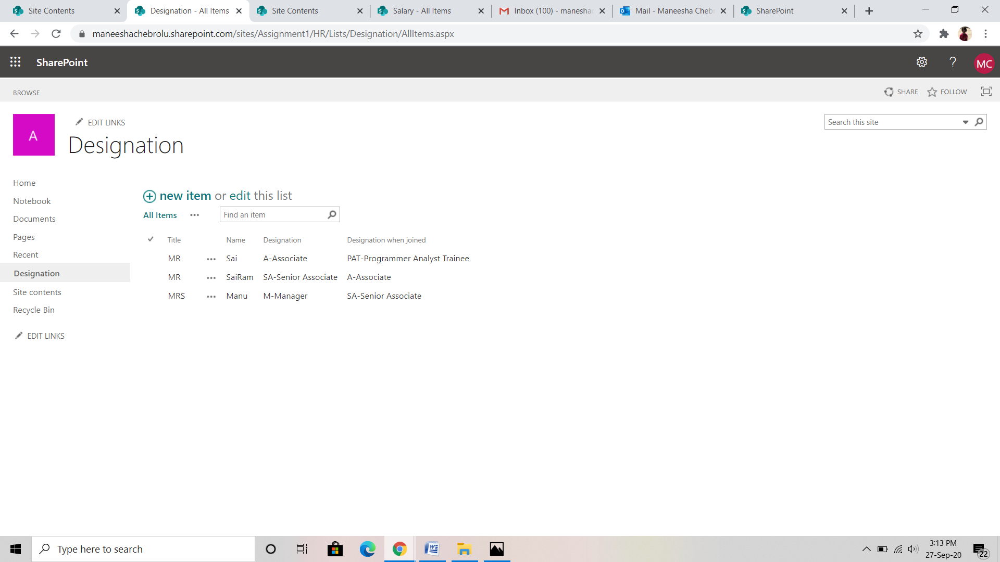 Site Contents
Designation - All Items
Site Contents
Salary - All Items
Inbox (100) - manesha
Mail - Maneesha Cheb
SharePoint
maneeshachebrolu.sharepoint.com/sites/Assignment1/HR/Lists/Designation/AllItems.aspx
SharePoint
?
MC
BROWSE
SHARE
FOLLOW
A
EDIT LINKS
Search this site
Designation
Home
Notebook
Documents
Pages
Recent
Designation
Site contents
Recycle Bin
EDIT LINKS
new item or edit this list
All Items ...
Find an item
Title Name Designation Designation when joined
MR ... Sai A-Associate PAT-Programmer Analyst Trainee
MR ... SaiRam SA-Senior Associate A-Associate
MRS ... Manu M-Manager SA-Senior Associate
Type here to search
3:13 PM
27-Sep-20
22